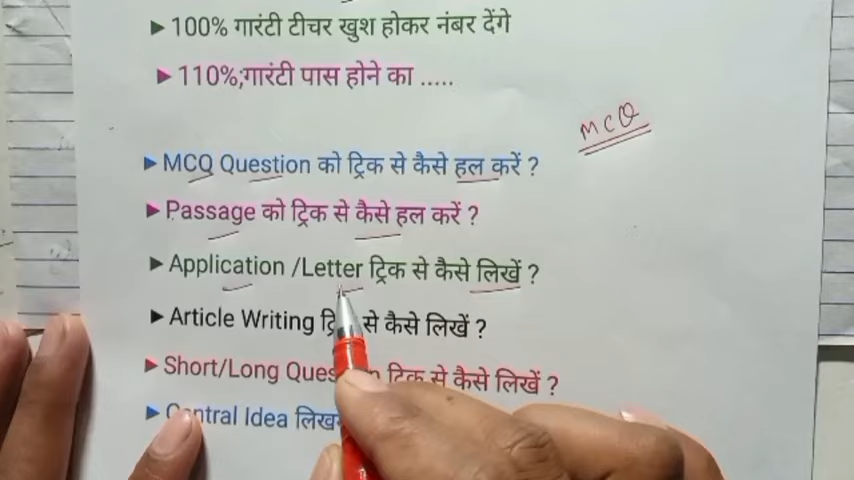 ► 100% गारंटी टीचर खुश होकर नंबर देंगे
► 110%;गारंटी पास होने का .....
MCQ
► MCQ Question को ट्रिक से कैसे हल करें ?
► Passage को ट्रिक से कैसे हल करें ?
► Application /Letter ट्रिक से कैसे लिखें ?
► Article Writing से कैसे लिखें ?
► Short/Long ट्रिक से कैसे लिखें ?
► Idea